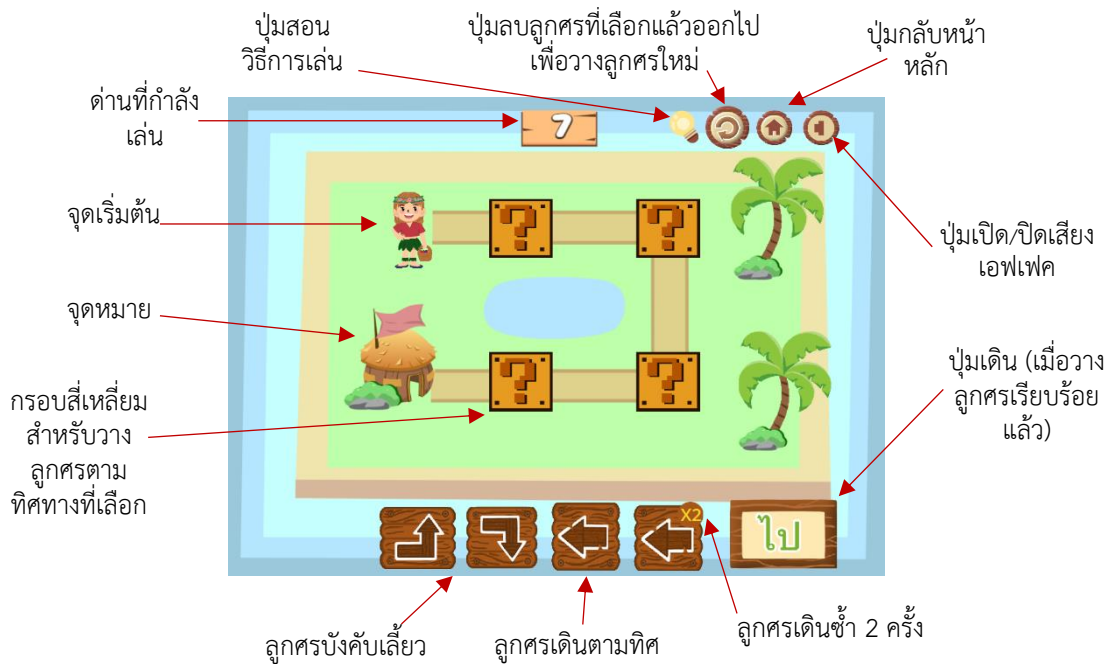 ปุ่มสอน
วิธีการเล่น
ปุ่มลบลูกศรที่เลือกแล้วออกไป
เพื่อวางลูกศรใหม่
ปุ่มกลับหน้า
หลัก
ด่านที่กำลัง
เล่น
7
จุดเริ่มต้น
?
?
ปุ่มเปิด/ปิดเสียง
เอฟเฟค
จุดหมาย
?
?
ปุ่มเดิน (เมื่อวาง
ลูกศรเรียบร้อย
แล้ว)
กรอบสี่เหลี่ยม
สำหรับวาง
ลูกศรตาม
ทิศทางที่เลือก
X2
ไป
ลูกศรบังคับเลี้ยว
ลูกศรเดินตามทิศ
ลูกศรเดินซ้ำ 2 ครั้ง